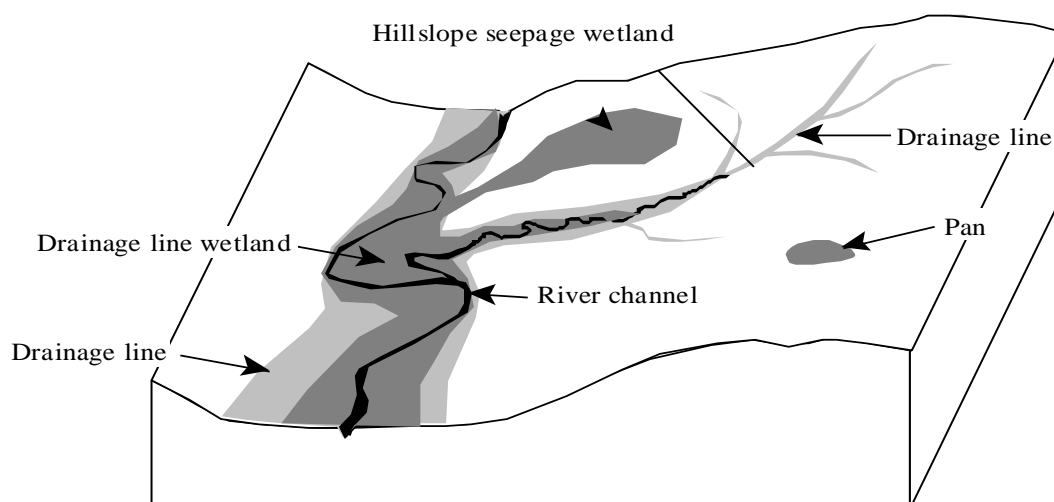 Hillslope seepage wetland
Drainage line
Pan
Drainage line wetland
River channel
Drainage line